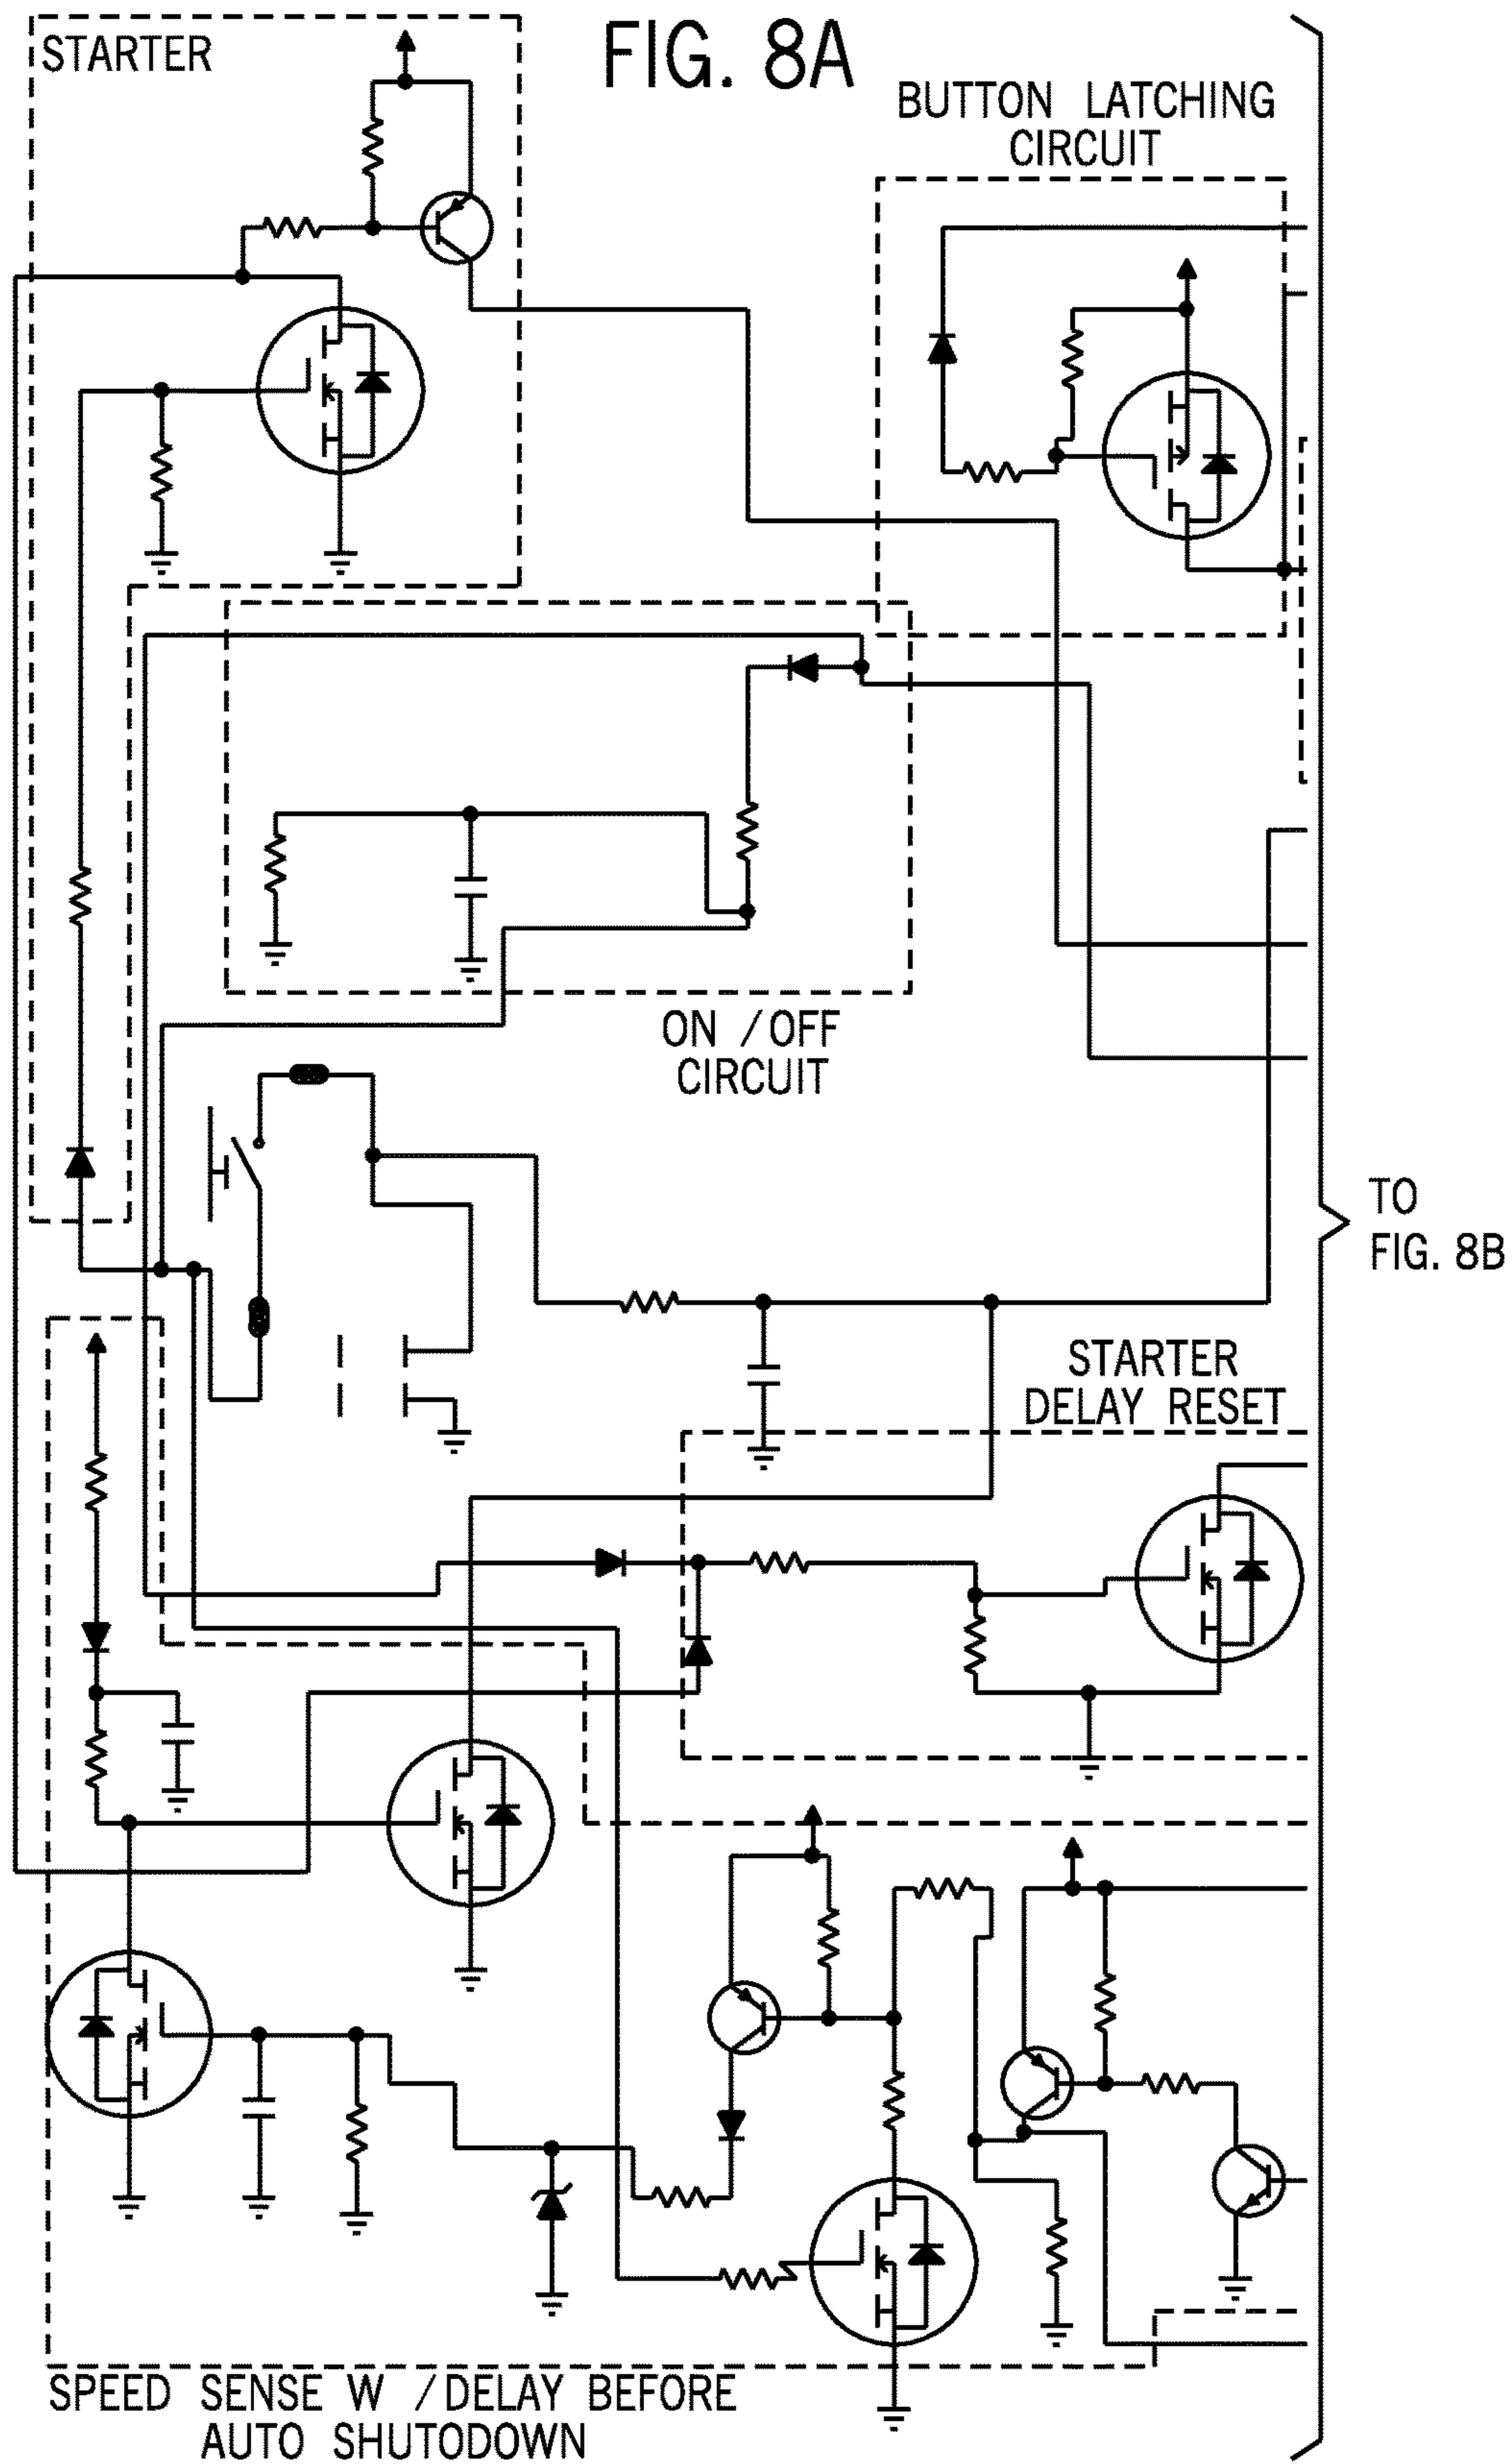 FIG. 8A
STARTER
BUTTON LATCHING
CIRCUIT
ON /OFF
CIRCUIT
TO
FIG. 8B
STARTER
DELAY RESET
SPEED SENSE W /DELAY BEFORE
AUTO SHUTODWN